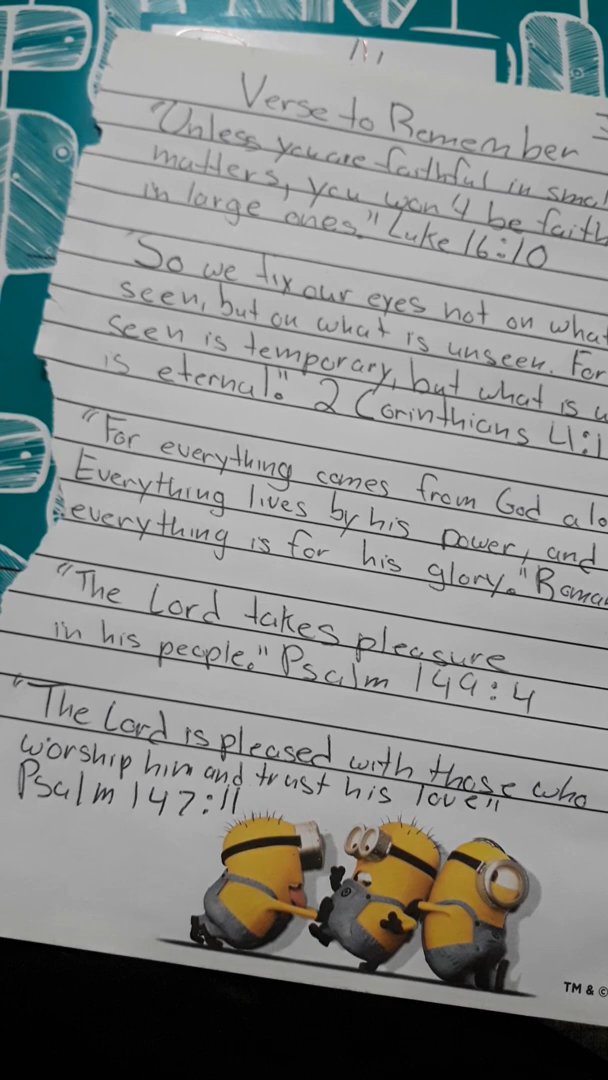 Verse to Remember
"Unless you are faithful in smal
matters, you won't be faith
in large ones." Luke 16:10
"So we fix our eyes not on what
seen, but on what is unseen. For
seen is temporary, but what is u
is eternal." 2 Corinthians 4:1
"For everything comes from God alo
Everything lives by his power, and
everything is for his glory." Roma
"The Lord takes pleasure
in his people." Psalm 149:4
"The Lord is pleased with those who
worship him and trust his love"
Psalm 147:11
TM & ©